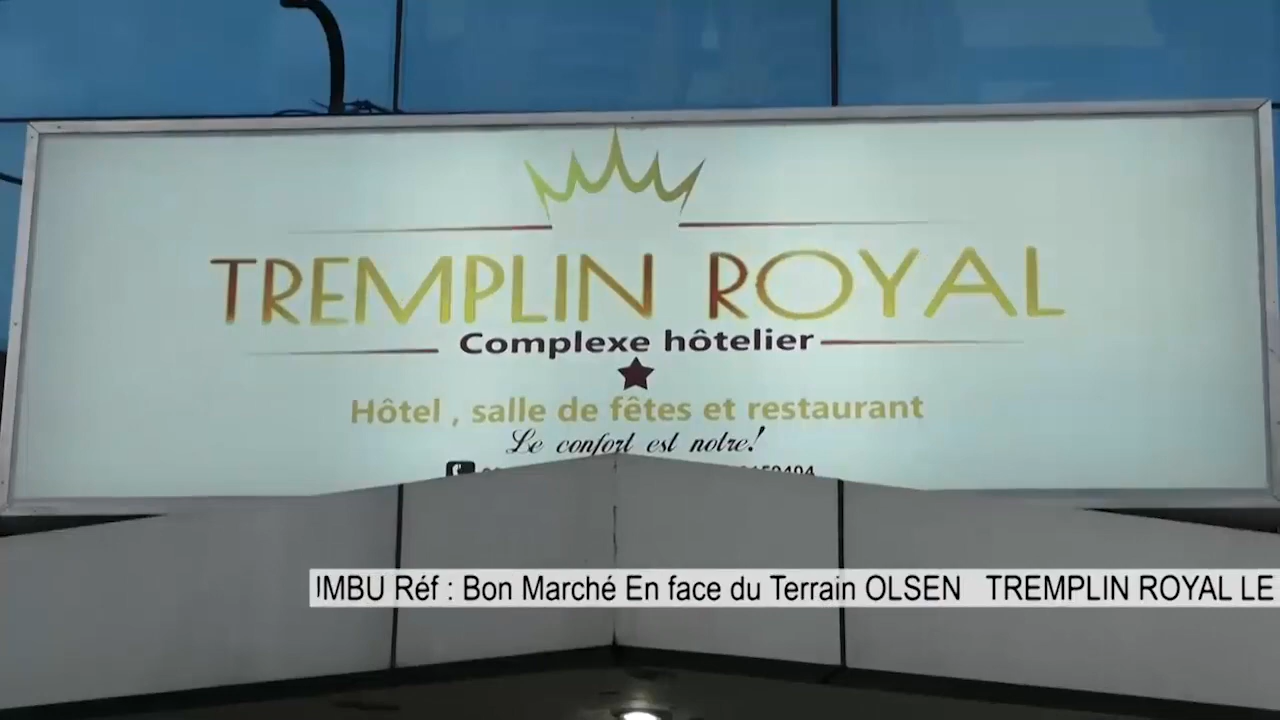 TREMPLIN ROYAL
Complexe hôtelier
Hôtel , salle de fêtes et restaurant
Le confort est notre!
IMBU Réf : Bon Marché En face du Terrain OLSEN TREMPLIN ROYAL LE